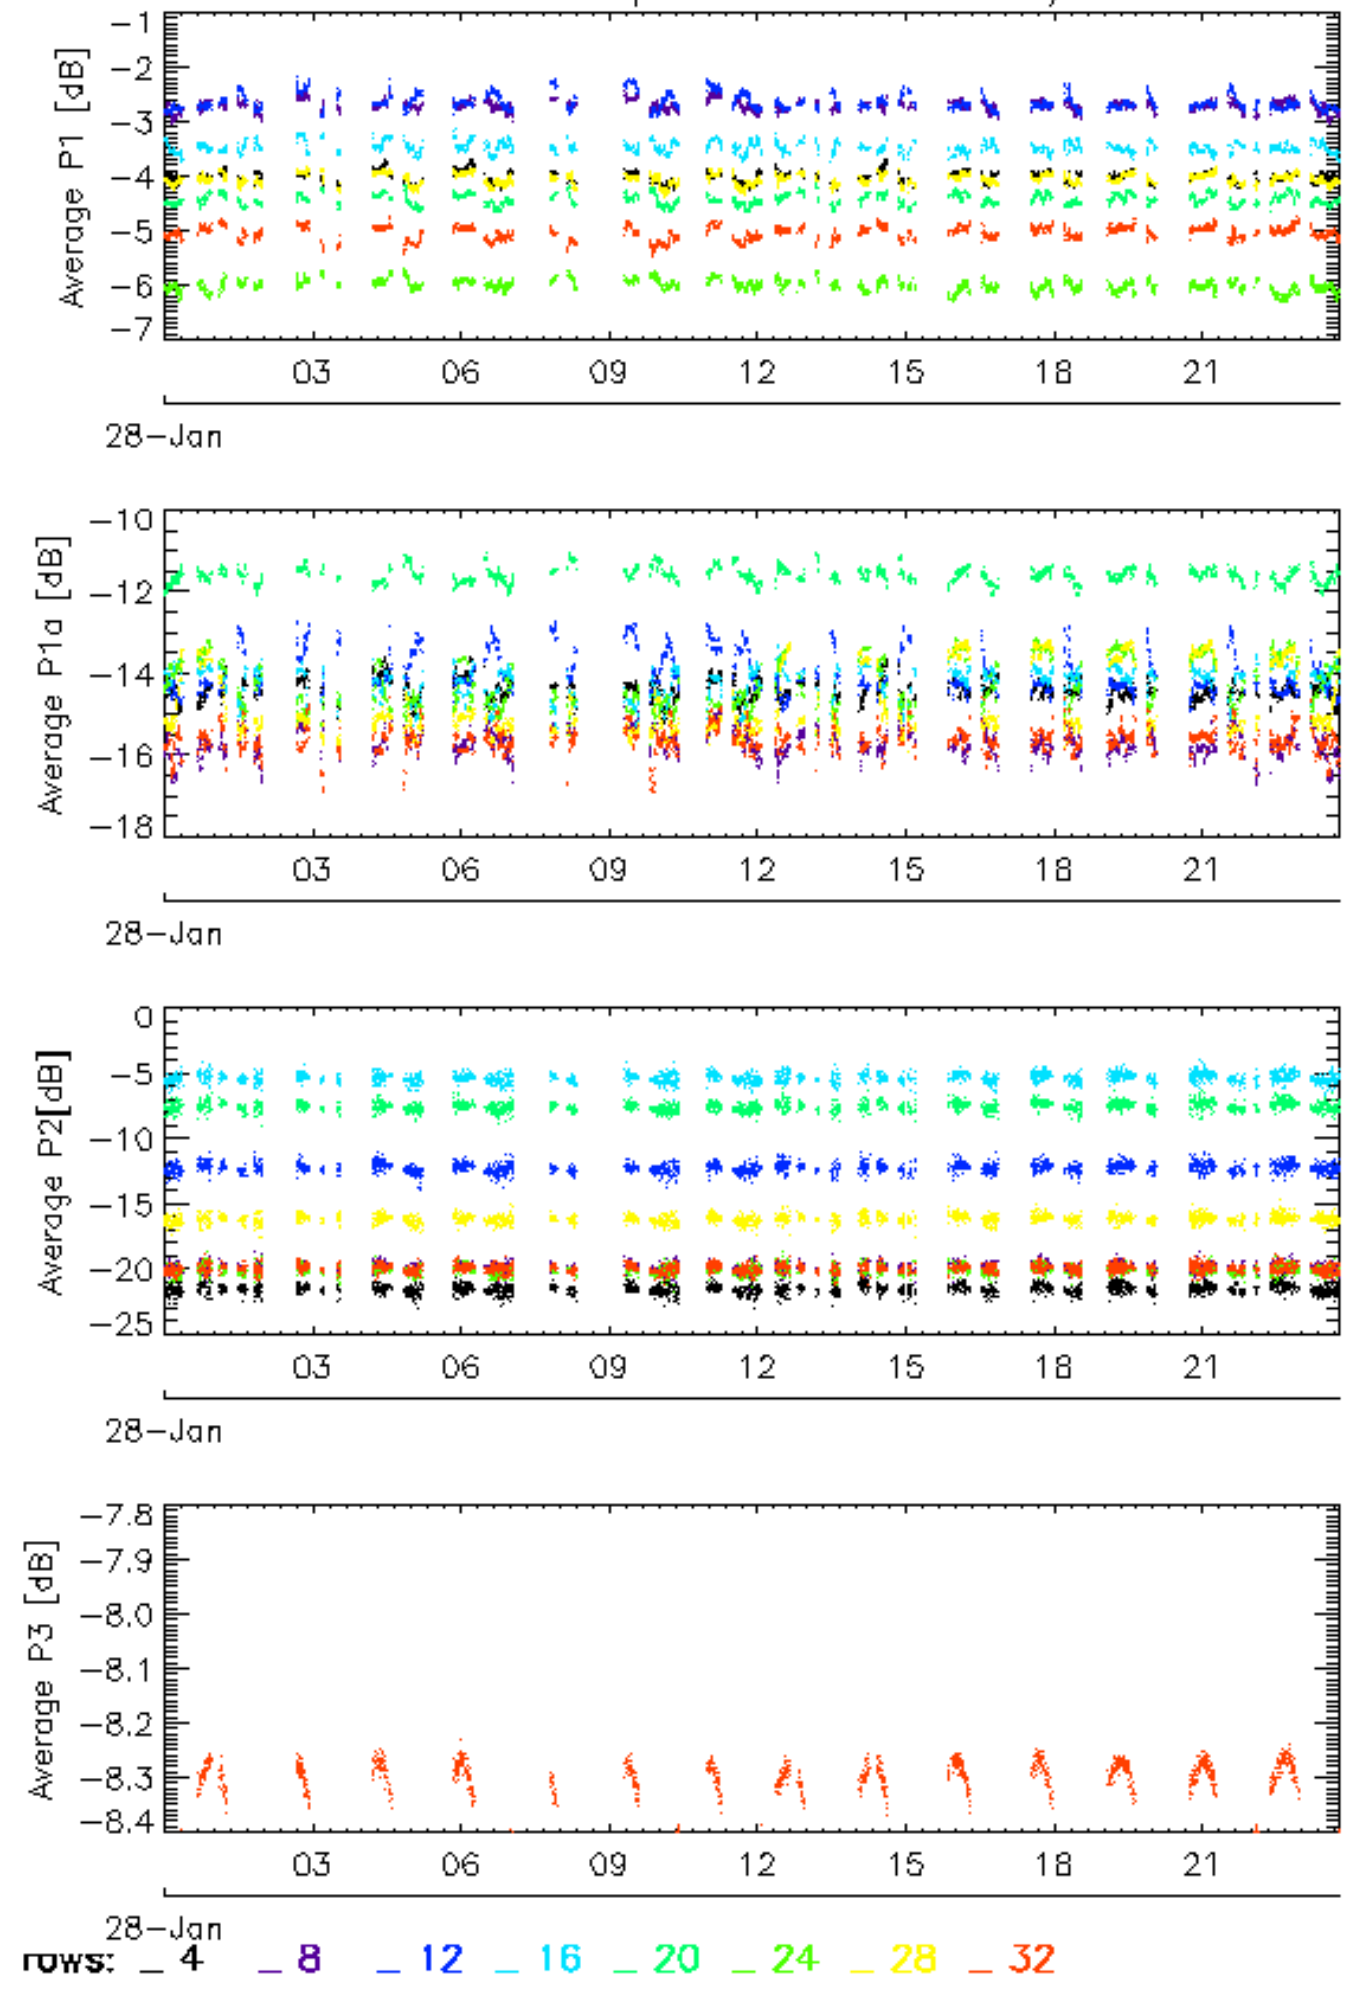 Average P1 [dB]
-1
-2
-3
-4
-5
-6
-7
03 06 09 12 15 18 21
28-Jan
Average P1a [dB]
-10
-12
-14
-16
-18
03 06 09 12 15 18 21
28-Jan
Average P2[dB]
0
-5
-10
-15
-20
-25
03 06 09 12 15 18 21
28-Jan
Average P3 [dB]
-7.8
-7.9
-8.0
-8.1
-8.2
-8.3
-8.4
03 06 09 12 15 18 21
28-Jan
rows: _ 4 _ 8 _ 12 _ 16 _ 20 _ 24 _ 28 _ 32